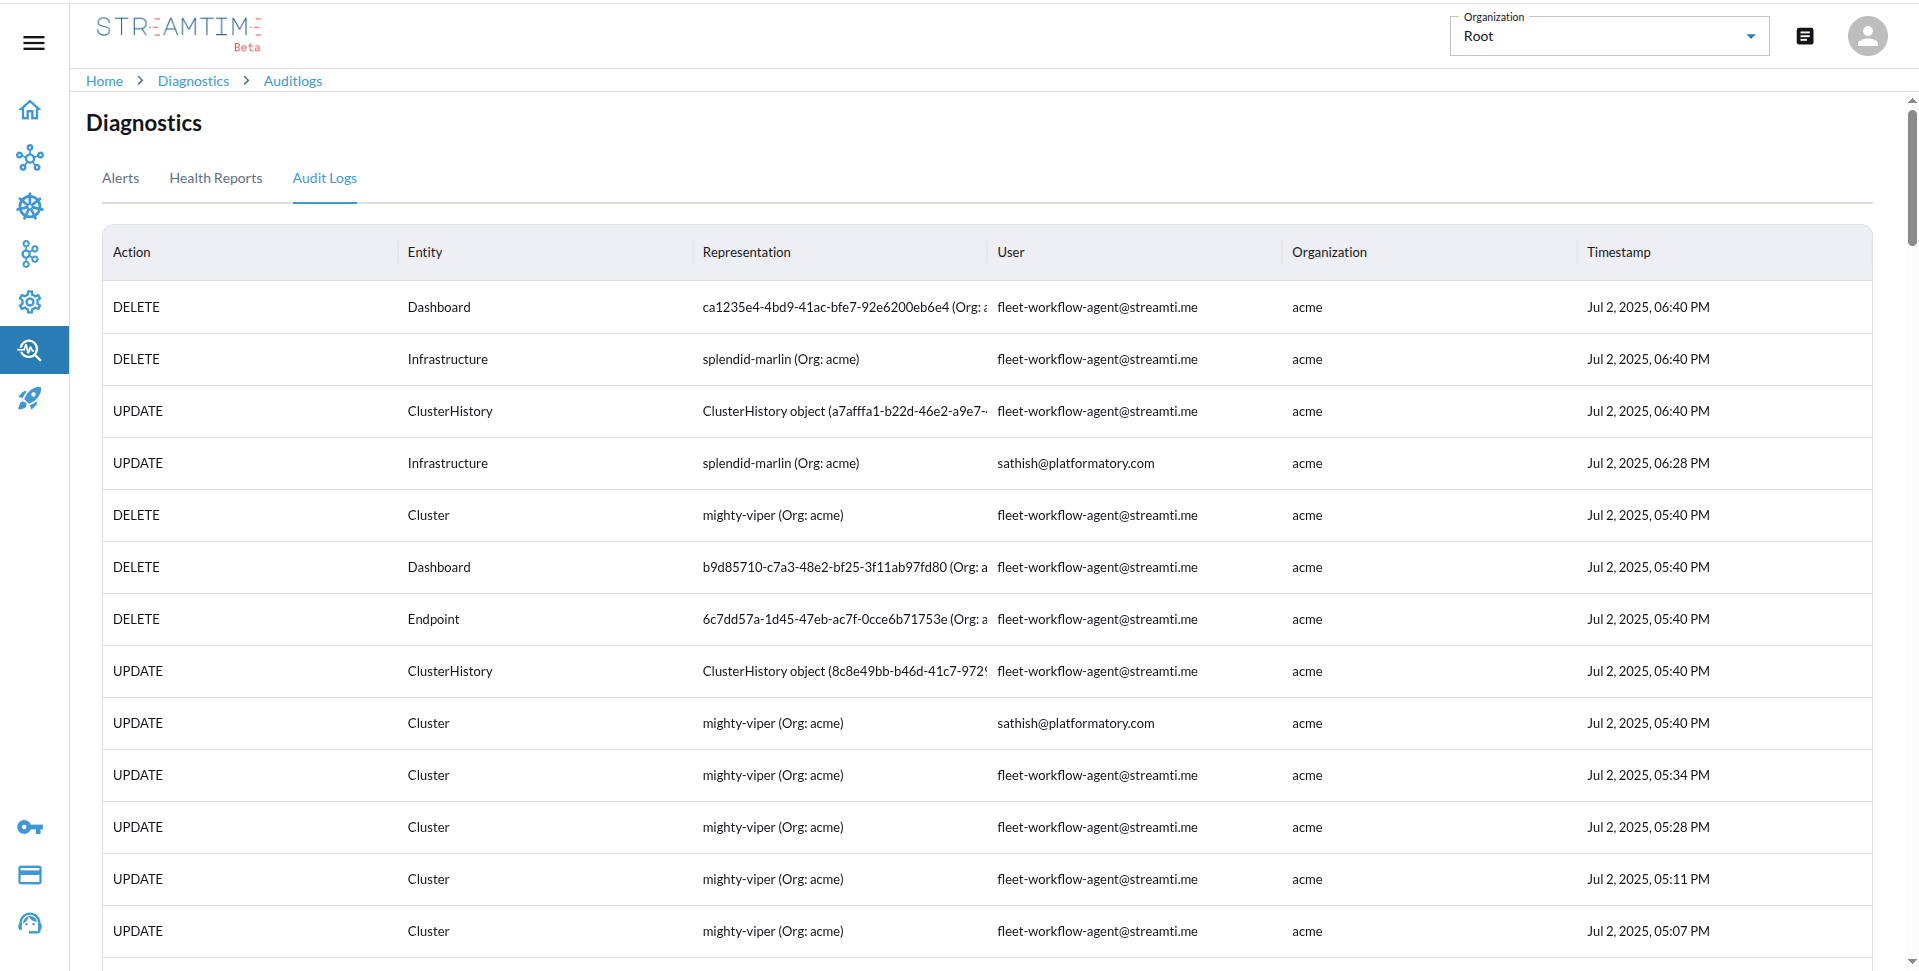 STREAMTIME
Beta
Organization
Root
Home > Diagnostics > Auditlogs
Diagnostics
Alerts Health Reports Audit Logs
Action Entity Representation User Organization Timestamp
DELETE Dashboard ca1235e4-4bd9-41ac-bfe7-92e6200eb6e4 (Org: a fleet-workflow-agent@streamti.me acme Jul 2, 2025, 06:40 PM
DELETE Infrastructure splendid-marlin (Org: acme) fleet-workflow-agent@streamti.me acme Jul 2, 2025, 06:40 PM
UPDATE ClusterHistory ClusterHistory object (a7afffa1-b22d-46e2-a9e7- fleet-workflow-agent@streamti.me acme Jul 2, 2025, 06:40 PM
UPDATE Infrastructure splendid-marlin (Org: acme) sathish@platformatory.com acme Jul 2, 2025, 06:28 PM
DELETE Cluster mighty-viper (Org: acme) fleet-workflow-agent@streamti.me acme Jul 2, 2025, 05:40 PM
DELETE Dashboard b9d85710-c7a3-48e2-bf25-3f11ab97fd80 (Org: a fleet-workflow-agent@streamti.me acme Jul 2, 2025, 05:40 PM
DELETE Endpoint 6c7dd57a-1d45-47eb-ac7f-0cce6b71753e (Org: a fleet-workflow-agent@streamti.me acme Jul 2, 2025, 05:40 PM
UPDATE ClusterHistory ClusterHistory object (8c8e49bb-b46d-41c7-9729 fleet-workflow-agent@streamti.me acme Jul 2, 2025, 05:40 PM
UPDATE Cluster mighty-viper (Org: acme) sathish@platformatory.com acme Jul 2, 2025, 05:40 PM
UPDATE Cluster mighty-viper (Org: acme) fleet-workflow-agent@streamti.me acme Jul 2, 2025, 05:34 PM
UPDATE Cluster mighty-viper (Org: acme) fleet-workflow-agent@streamti.me acme Jul 2, 2025, 05:28 PM
UPDATE Cluster mighty-viper (Org: acme) fleet-workflow-agent@streamti.me acme Jul 2, 2025, 05:11 PM
UPDATE Cluster mighty-viper (Org: acme) fleet-workflow-agent@streamti.me acme Jul 2, 2025, 05:07 PM